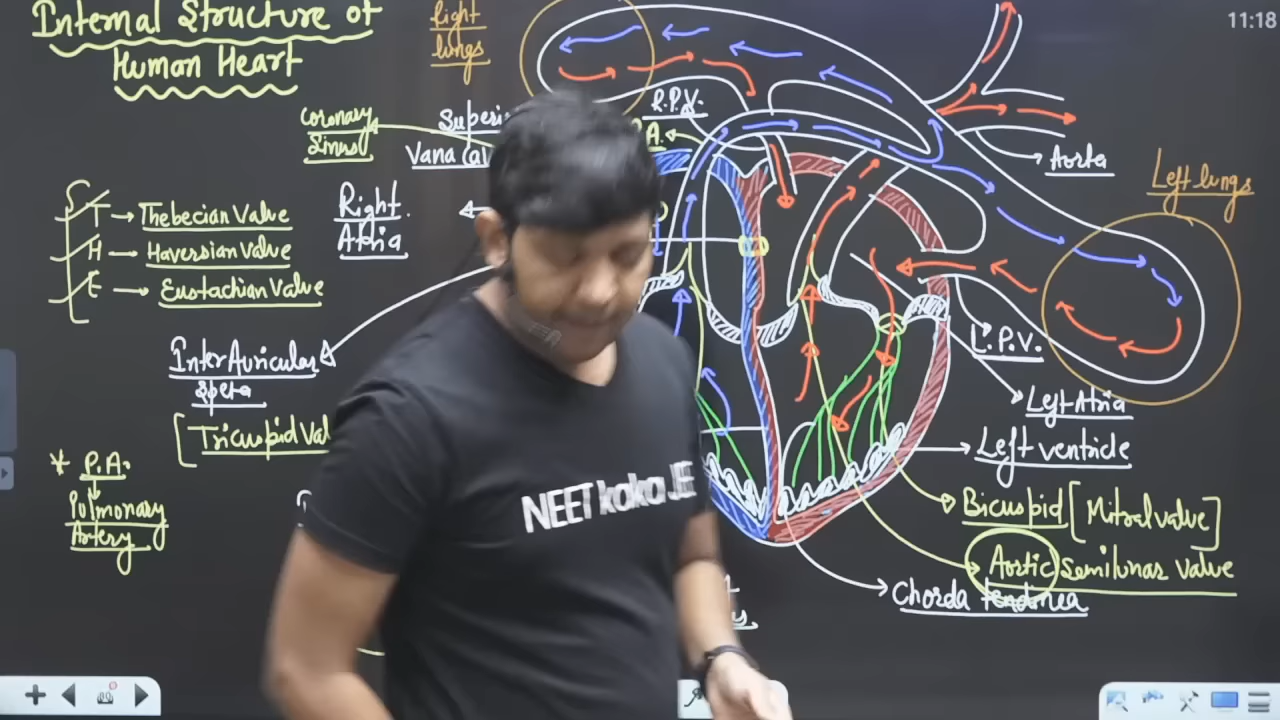 Internal Structure of
Human Heart
Right
lungs
11:18
Coronary
Sinus
Superi
Vana Ca
R.P.V.
A.
Aorta
Left lungs
T → Thebecian Valve
H → Haversian Valve
E → Eustachian Valve
Right
Atria
Inter Auricular
Speta
[Tricuspid Val
* P.A.
Pulmonary
Artery
NEET kaka JEE
L.P.V.
Left Atria
Left ventricle
Bicuspid [Mitral valve]
Aortic Semilunar valve
Chorda tendinea